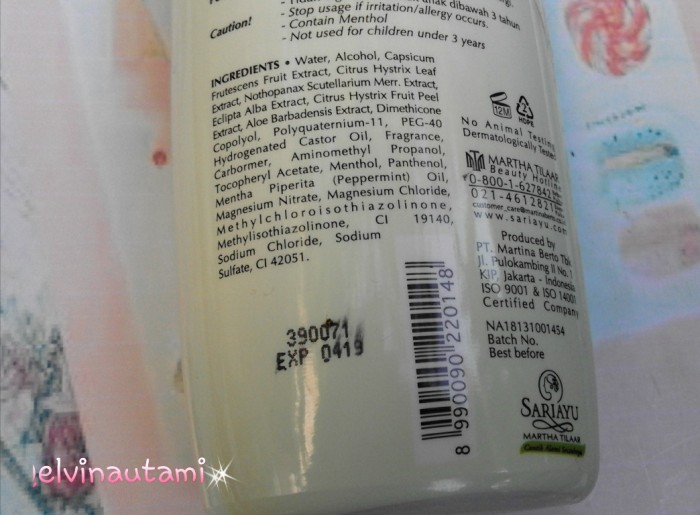 anak dibawah 3 tahun
- Stop usage if irritation/allergy occurs.
Caution!
- Contain Menthol
- Not used for children under 3 years
INGREDIENTS • Water, Alcohol, Capsicum
Frutescens Fruit Extract, Citrus Hystrix Leaf
Extract, Nothopanax Scutellarium Merr. Extract,
Eclipta Alba Extract, Citrus Hystrix Fruit Peel
Extract, Aloe Barbadensis Extract, Dimethicone
Copolyol, Polyquaternium-11, PEG-40
Hydrogenated Castor Oil, Fragrance,
Carbormer, Aminomethyl Propanol,
Tocopheryl Acetate, Menthol, Panthenol,
Mentha Piperita (Peppermint) Oil,
Magnesium Nitrate, Magnesium Chloride,
Methylchloroisothiazolinone,
Methylisothiazolinone, CI 19140,
Sodium Chloride, Sodium
Sulfate, CI 42051.
390071
EXP 0419
12M
2
HDPE
No Animal Testing
Dermatologically Tested
MARTHA TILAAR
Beauty Hotline
0-800-1-627842
021-4612821
customer_care@martinaberto
www.sariayu.com
Produced by
PT. Martina Berto Tbk
Jl. Pulokambing II No. 1
KIP, Jakarta - Indonesia
ISO 9001 & ISO 14001
Certified Company
NA18131001454
Batch No.
Best before
8 990090 220148
SARIAYU
MARTHA TILAAR
elvinautami